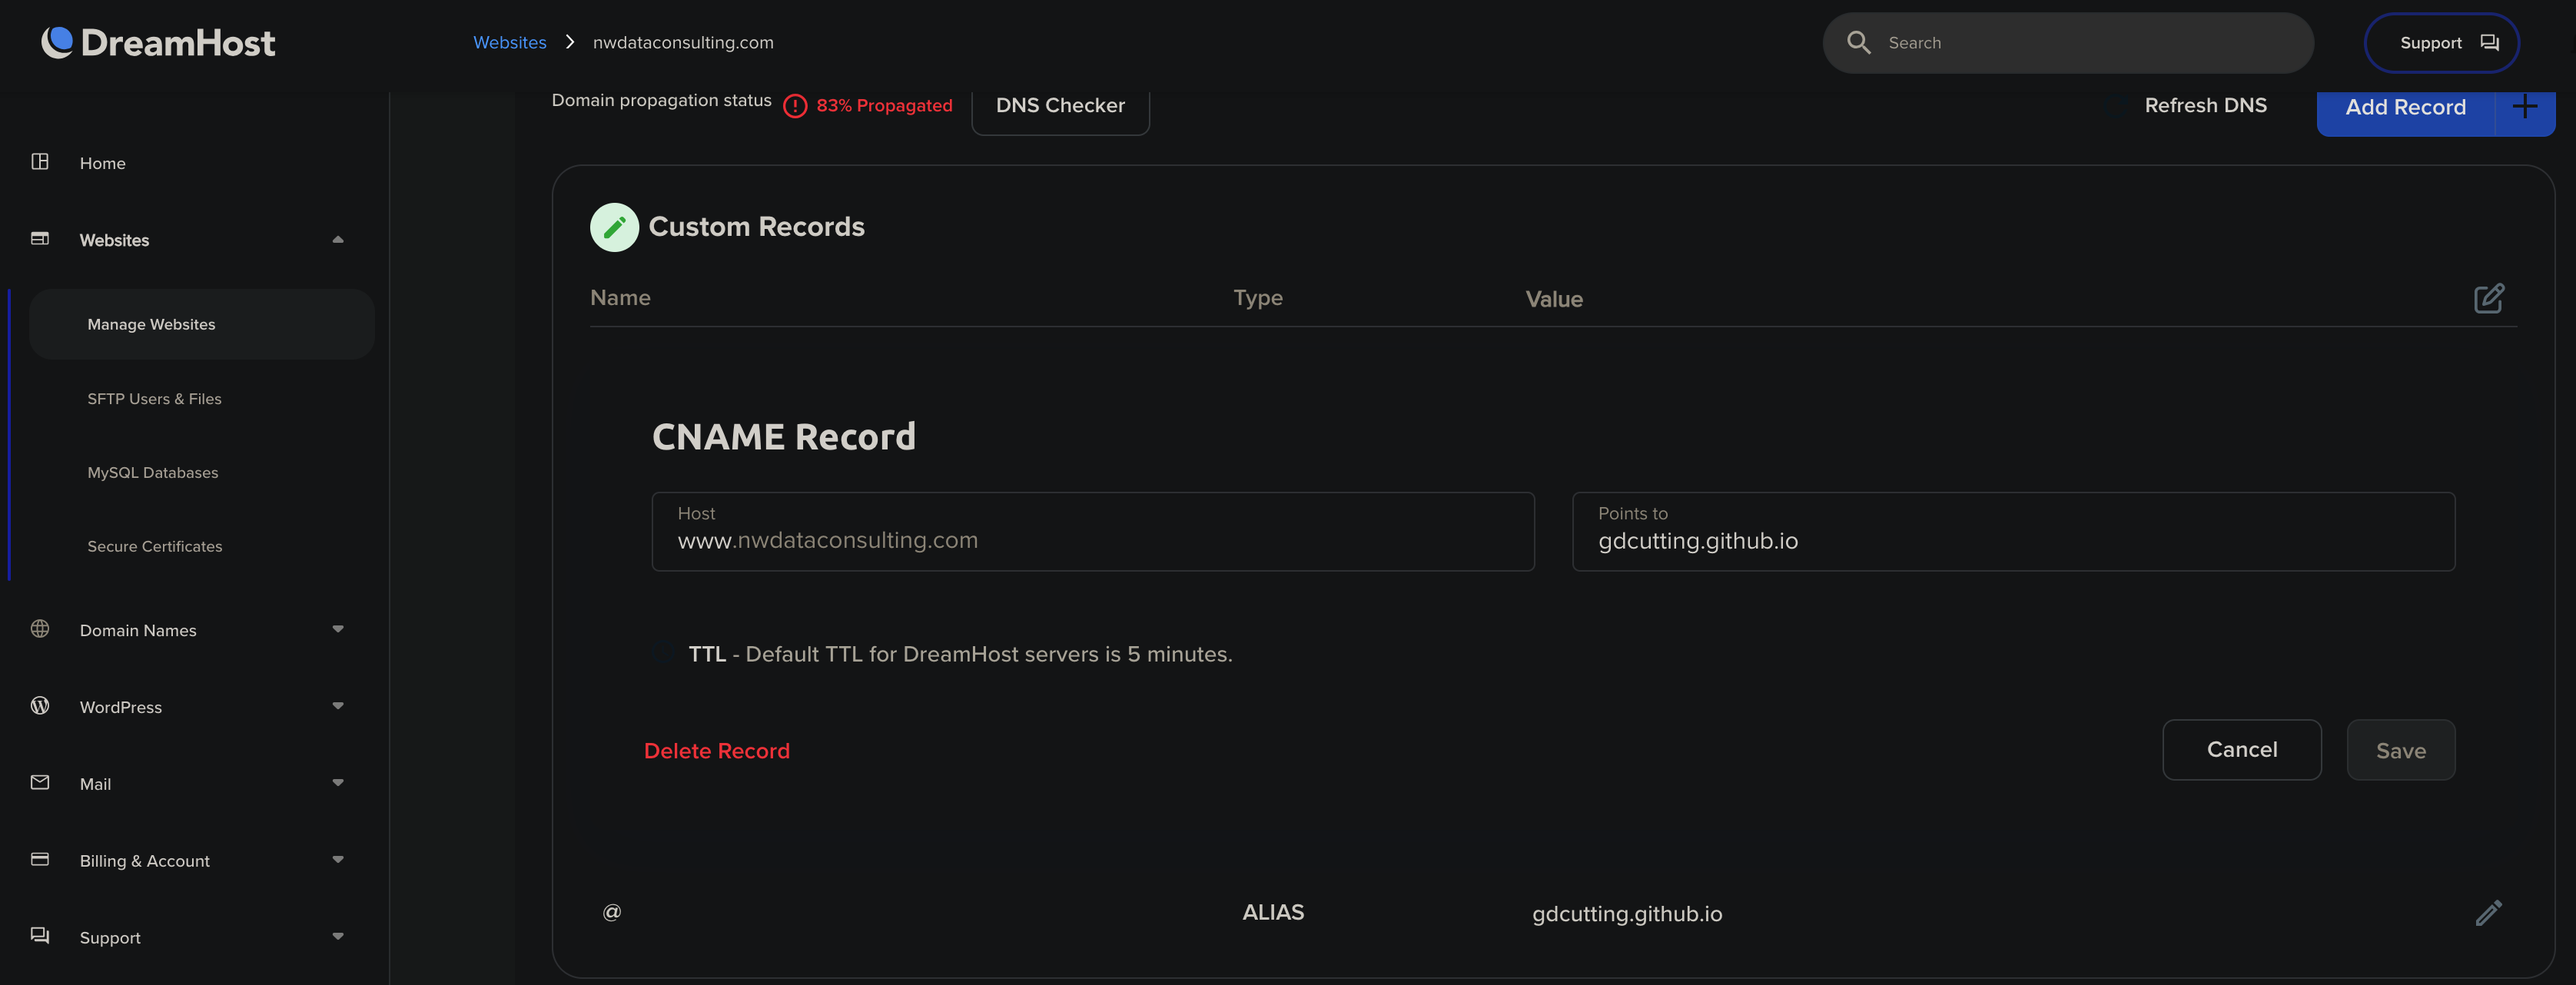 DreamHost
Websites > nwdataconsulting.com
Search
Support
Domain propagation status 83% Propagated DNS Checker Refresh DNS Add Record +
Home
Websites
Manage Websites
SFTP Users & Files
MySQL Databases
Secure Certificates
Domain Names
WordPress
Mail
Billing & Account
Support
Custom Records
Name Type Value
CNAME Record
Host
www.nwdataconsulting.com
Points to
gdcutting.github.io
TTL - Default TTL for DreamHost servers is 5 minutes.
Delete Record Cancel Save
@ ALIAS gdcutting.github.io